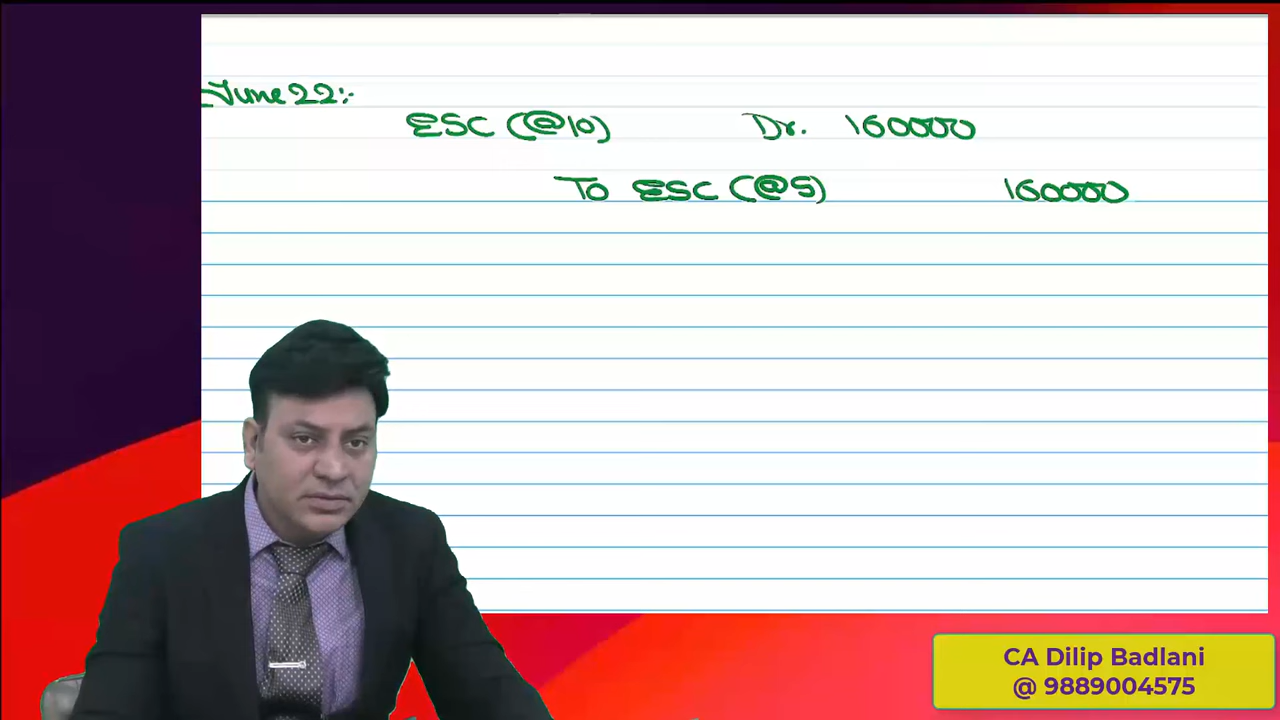 June 22:-
ESC (@10) Dr. 160000
To ESC (@5) 160000
CA Dilip Badlani
@ 9889004575